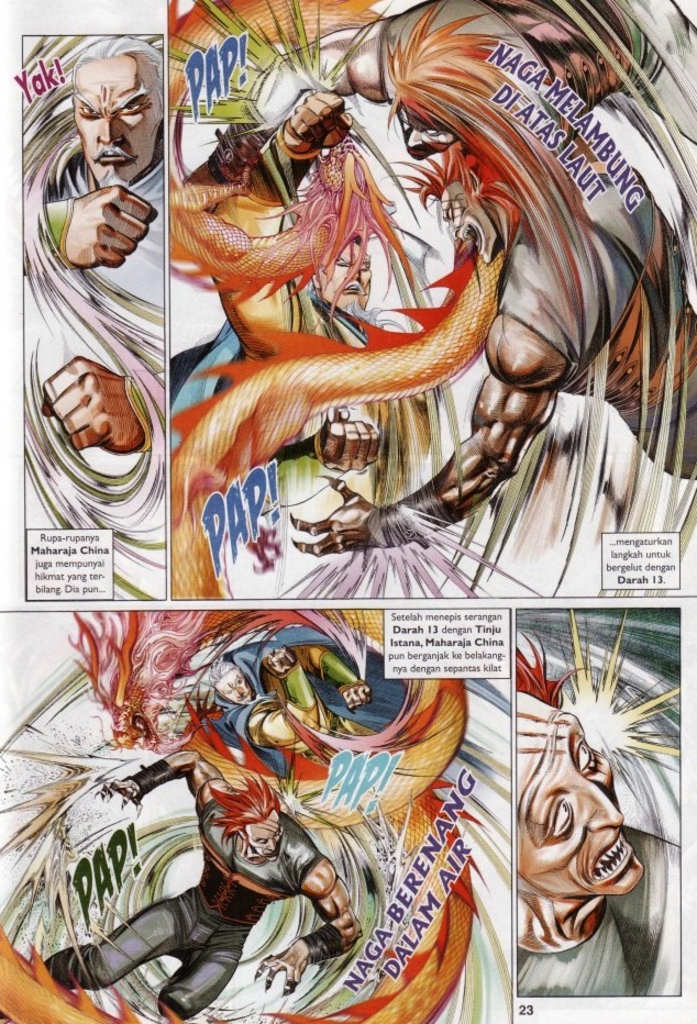 Yak!
PAP!
NAGA MELAMBUNG
DI ATAS LAUT
PAP!
Rupa-rupanya
Maharaja China
juga mempunyai
hikmat yang ter-
bilang. Dia pun...
...mengaturkan
langkah untuk
bergelut dengan
Darah 13.
Setelah menepis serangan
Darah 13 dengan Tinju
Istana, Maharaja China
pun berganjak ke belakang-
nya dengan sepantas kilat
PAP!
PAP!
NAGA BERENANG
DALAM AIR
23